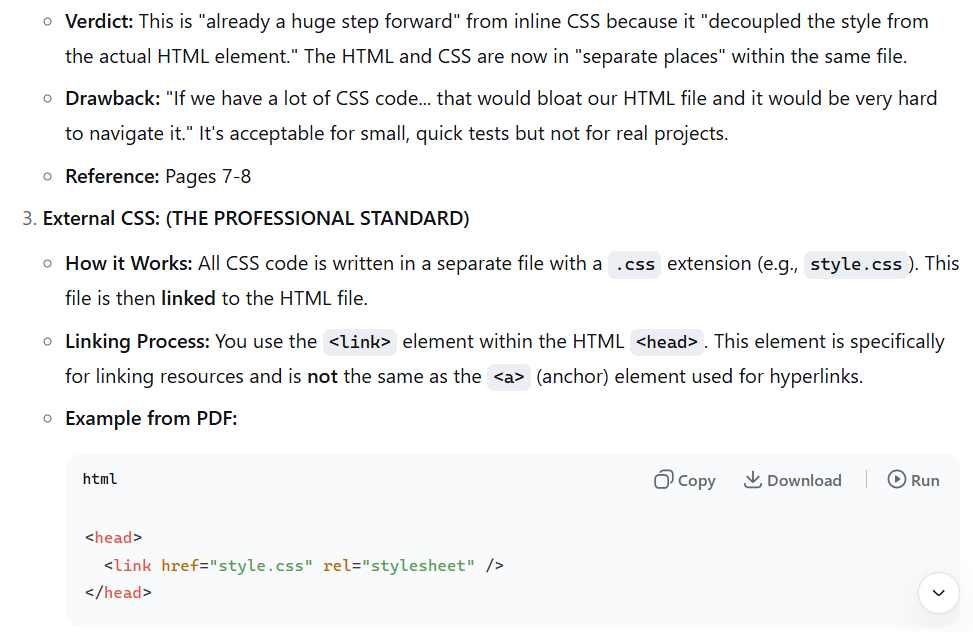 Verdict: This is "already a huge step forward" from inline CSS because it "decoupled the style from
the actual HTML element." The HTML and CSS are now in "separate places" within the same file.
Drawback: "If we have a lot of CSS code... that would bloat our HTML file and it would be very hard
to navigate it." It's acceptable for small, quick tests but not for real projects.
Reference: Pages 7-8
3. External CSS: (THE PROFESSIONAL STANDARD)
How it Works: All CSS code is written in a separate file with a .css extension (e.g., style.css). This
file is then linked to the HTML file.
Linking Process: You use the <link> element within the HTML <head>. This element is specifically
for linking resources and is not the same as the <a> (anchor) element used for hyperlinks.
Example from PDF:
html Copy Download Run
<head>
  <link href="style.css" rel="stylesheet" />
</head>